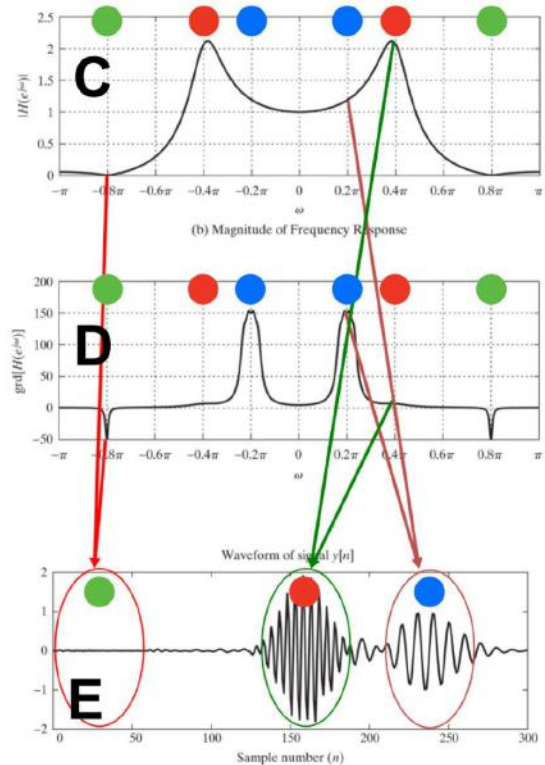 2.5
2
1.5
1
0.5
0
|H(e^{jω})|
C
−π −0.8π −0.6π −0.4π −0.2π 0 0.2π 0.4π 0.6π 0.8π π
ω
(b) Magnitude of Frequency Response
200
150
100
50
0
−50
grd[H(e^{jω})]
D
−π −0.8π −0.6π −0.4π −0.2π 0 0.2π 0.4π 0.6π 0.8π π
ω
Waveform of signal y[n]
2
1
0
−1
−2
E
0 50 100 150 200 250 300
Sample number (n)